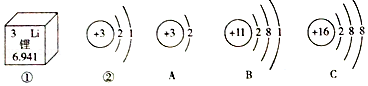 3 Li
锂
6.941
+3 2 1
+3 2
+11 2 8 1
+16 2 8 8
① ② A B C